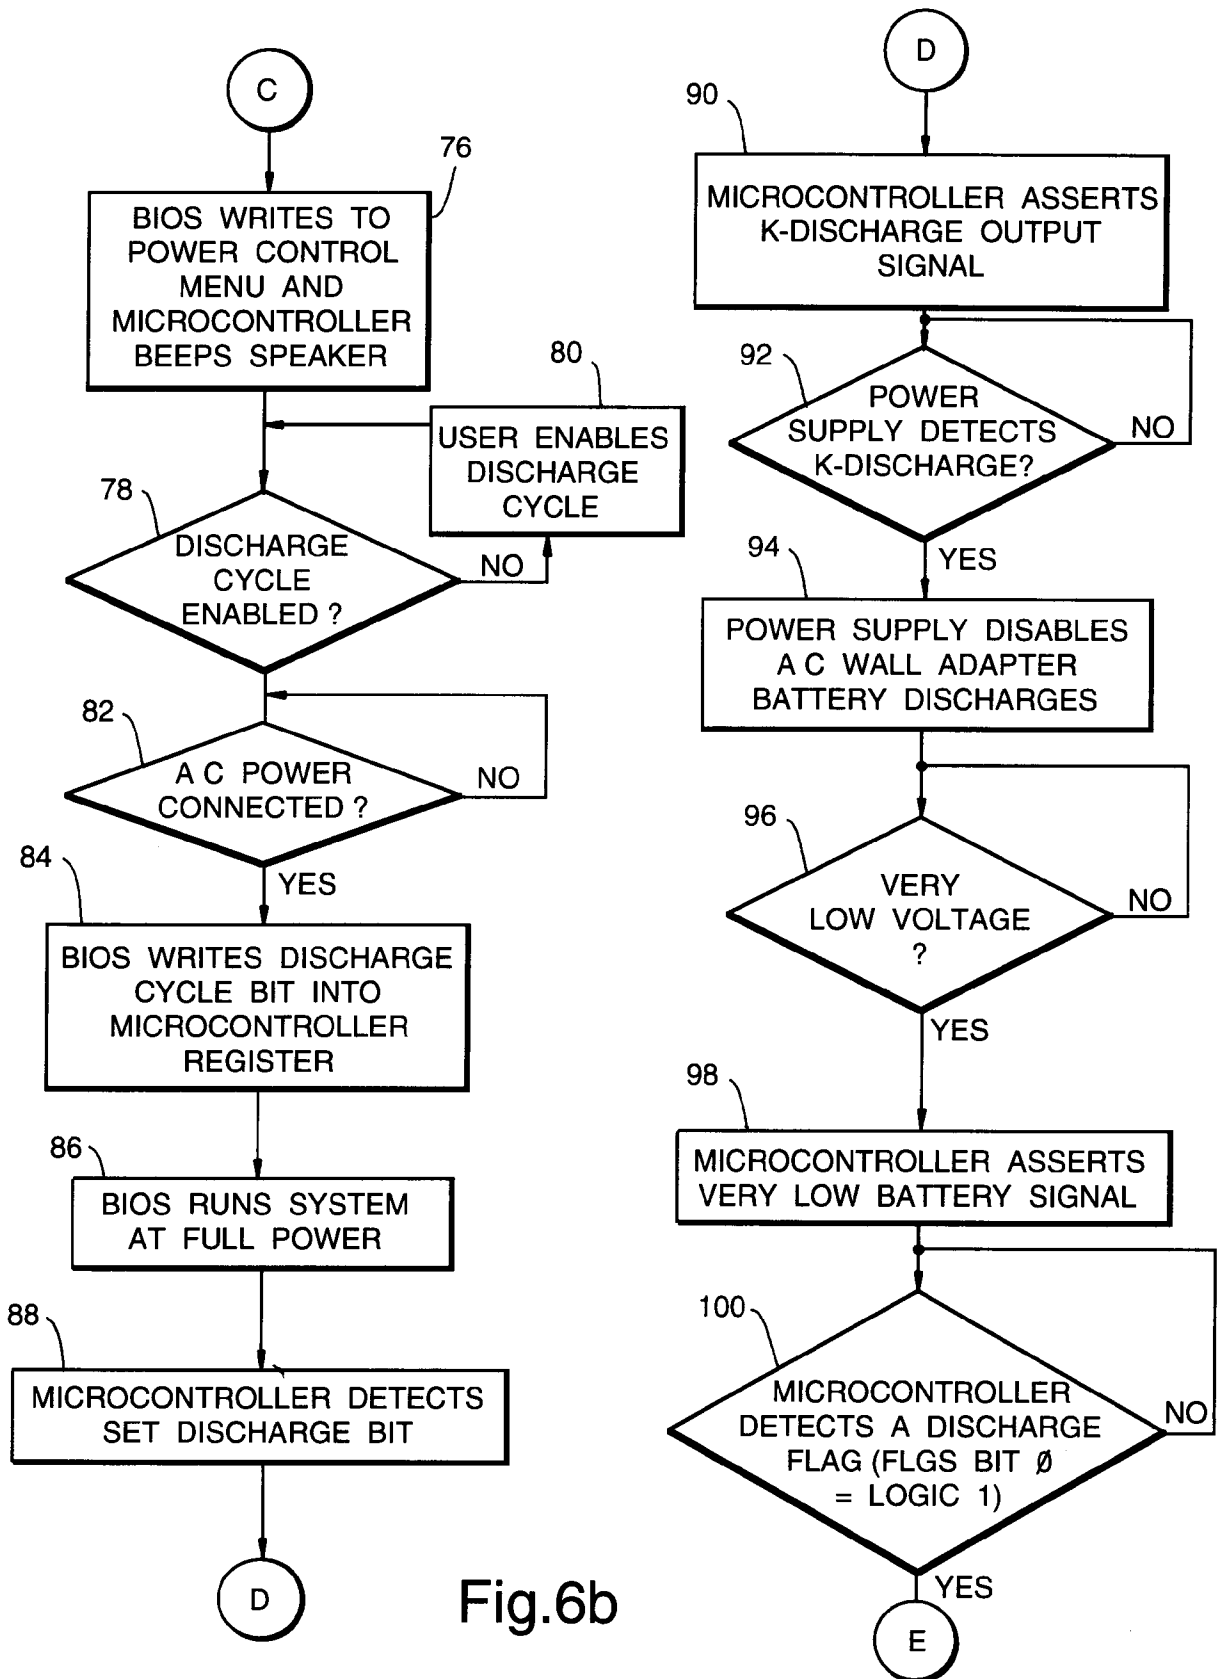 C
76
BIOS WRITES TO
POWER CONTROL
MENU AND
MICROCONTROLLER
BEEPS SPEAKER
80
USER ENABLES
DISCHARGE
CYCLE
78
DISCHARGE
CYCLE
ENABLED ?
NO
82
A C POWER
CONNECTED ?
NO
YES
84
BIOS WRITES DISCHARGE
CYCLE BIT INTO
MICROCONTROLLER
REGISTER
86
BIOS RUNS SYSTEM
AT FULL POWER
88
MICROCONTROLLER DETECTS
SET DISCHARGE BIT
D
D
90
MICROCONTROLLER ASSERTS
K-DISCHARGE OUTPUT
SIGNAL
92
POWER
SUPPLY DETECTS
K-DISCHARGE?
NO
YES
94
POWER SUPPLY DISABLES
A C WALL ADAPTER
BATTERY DISCHARGES
96
VERY
LOW VOLTAGE
?
NO
YES
98
MICROCONTROLLER ASSERTS
VERY LOW BATTERY SIGNAL
100
MICROCONTROLLER
DETECTS A DISCHARGE
FLAG (FLGS BIT Ø
= LOGIC 1)
NO
YES
E
Fig.6b